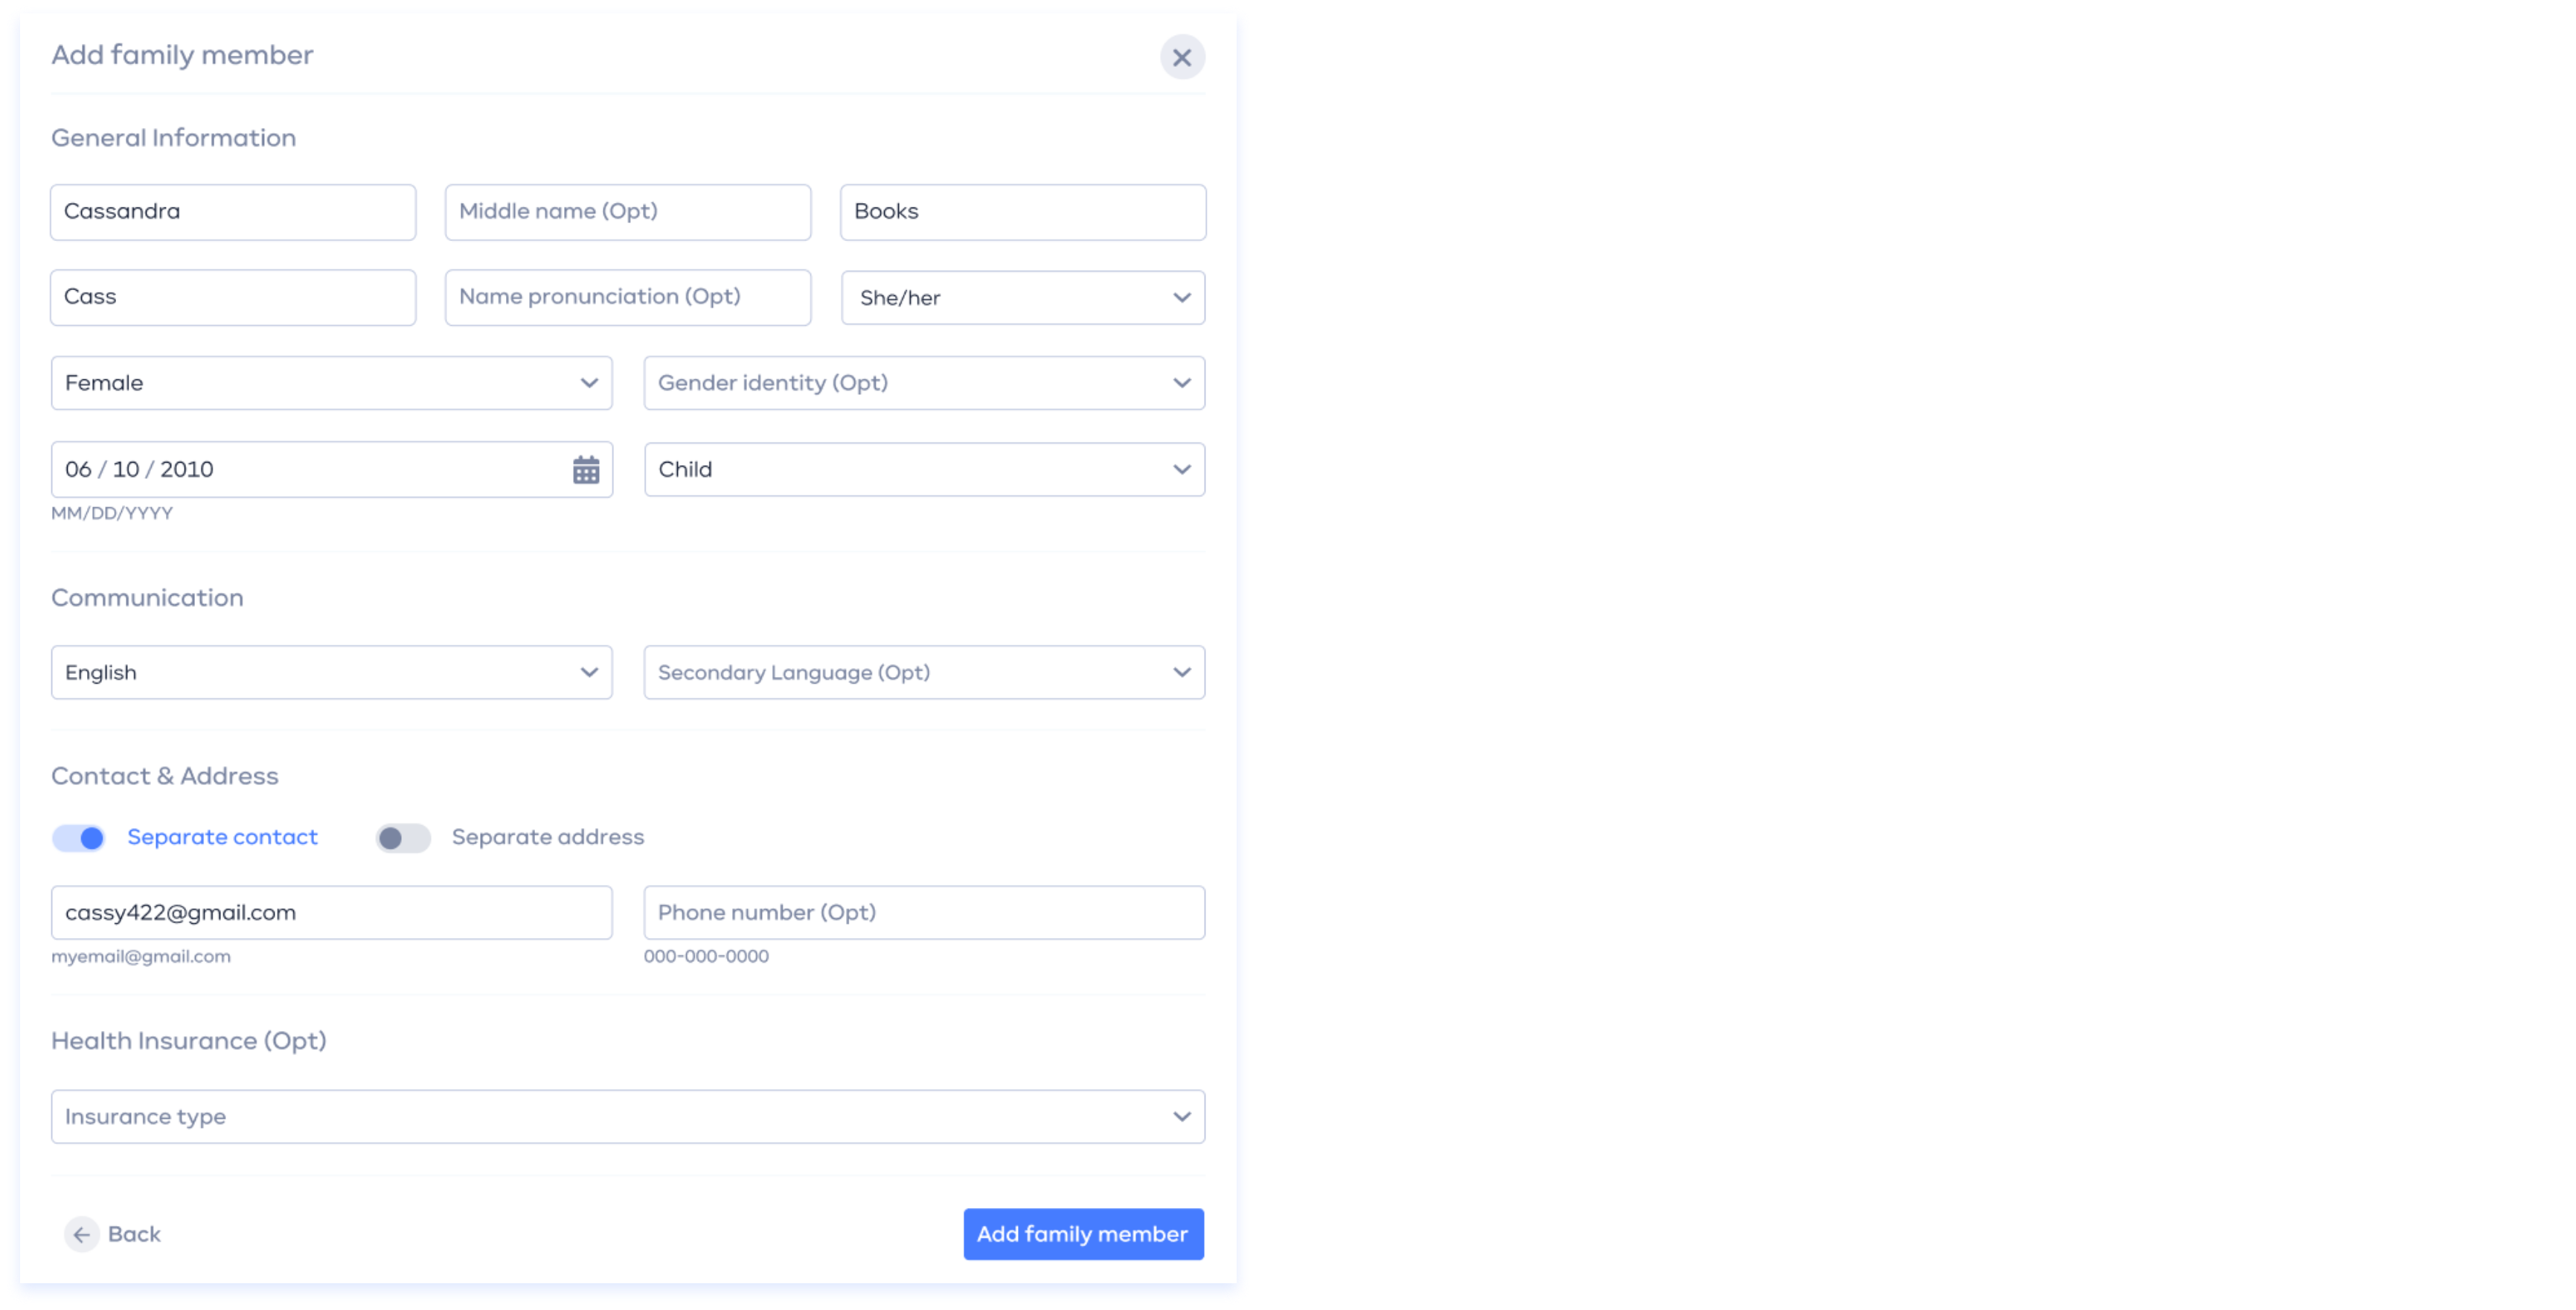 Add family member
General Information
Cassandra Middle name (Opt) Books
Cass Name pronunciation (Opt) She/her
Female Gender identity (Opt)
06 / 10 / 2010 Child
MM/DD/YYYY
Communication
English Secondary Language (Opt)
Contact & Address
Separate contact Separate address
cassy422@gmail.com Phone number (Opt)
myemail@gmail.com 000-000-0000
Health Insurance (Opt)
Insurance type
Back Add family member